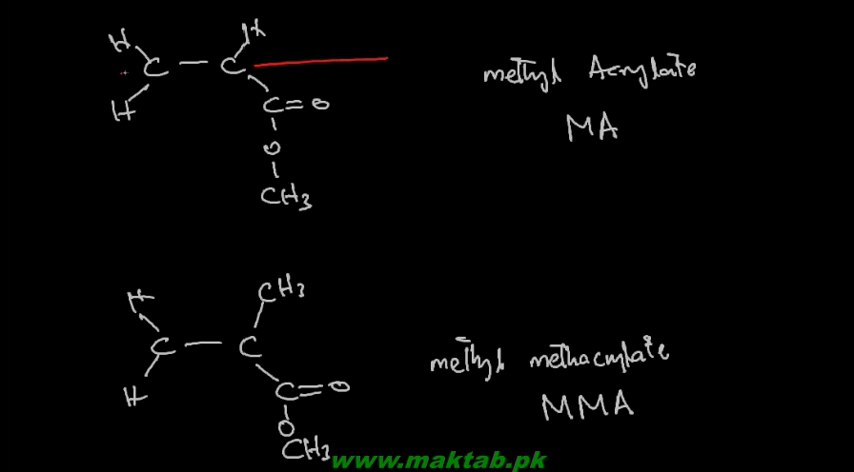 H H
C — C
H
C = O
O
CH3
methyl Acrylate
MA
H CH3
C — C
H
C = O
O
CH3
methyl methacrylate
MMA
www.maktab.pk